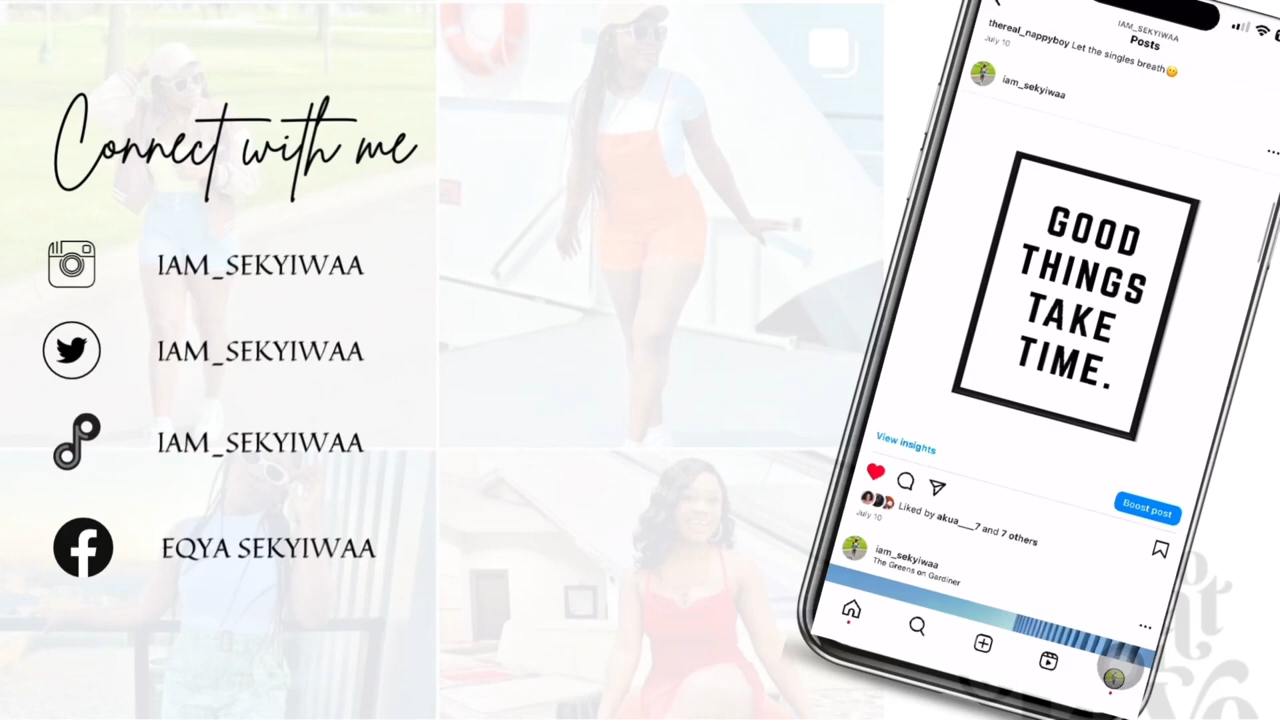 Connect with me
IAM_SEKYIWAA
IAM_SEKYIWAA
IAM_SEKYIWAA
EQYA SEKYIWAA
IAM_SEKYIWAA
Posts
thereal_nappyboy Let the singles breath😬
July 10
iam_sekyiwaa
GOOD
THINGS
TAKE
TIME.
View insights
Boost post
Liked by akua___7 and 7 others
July 10
iam_sekyiwaa
The Greens on Gardiner